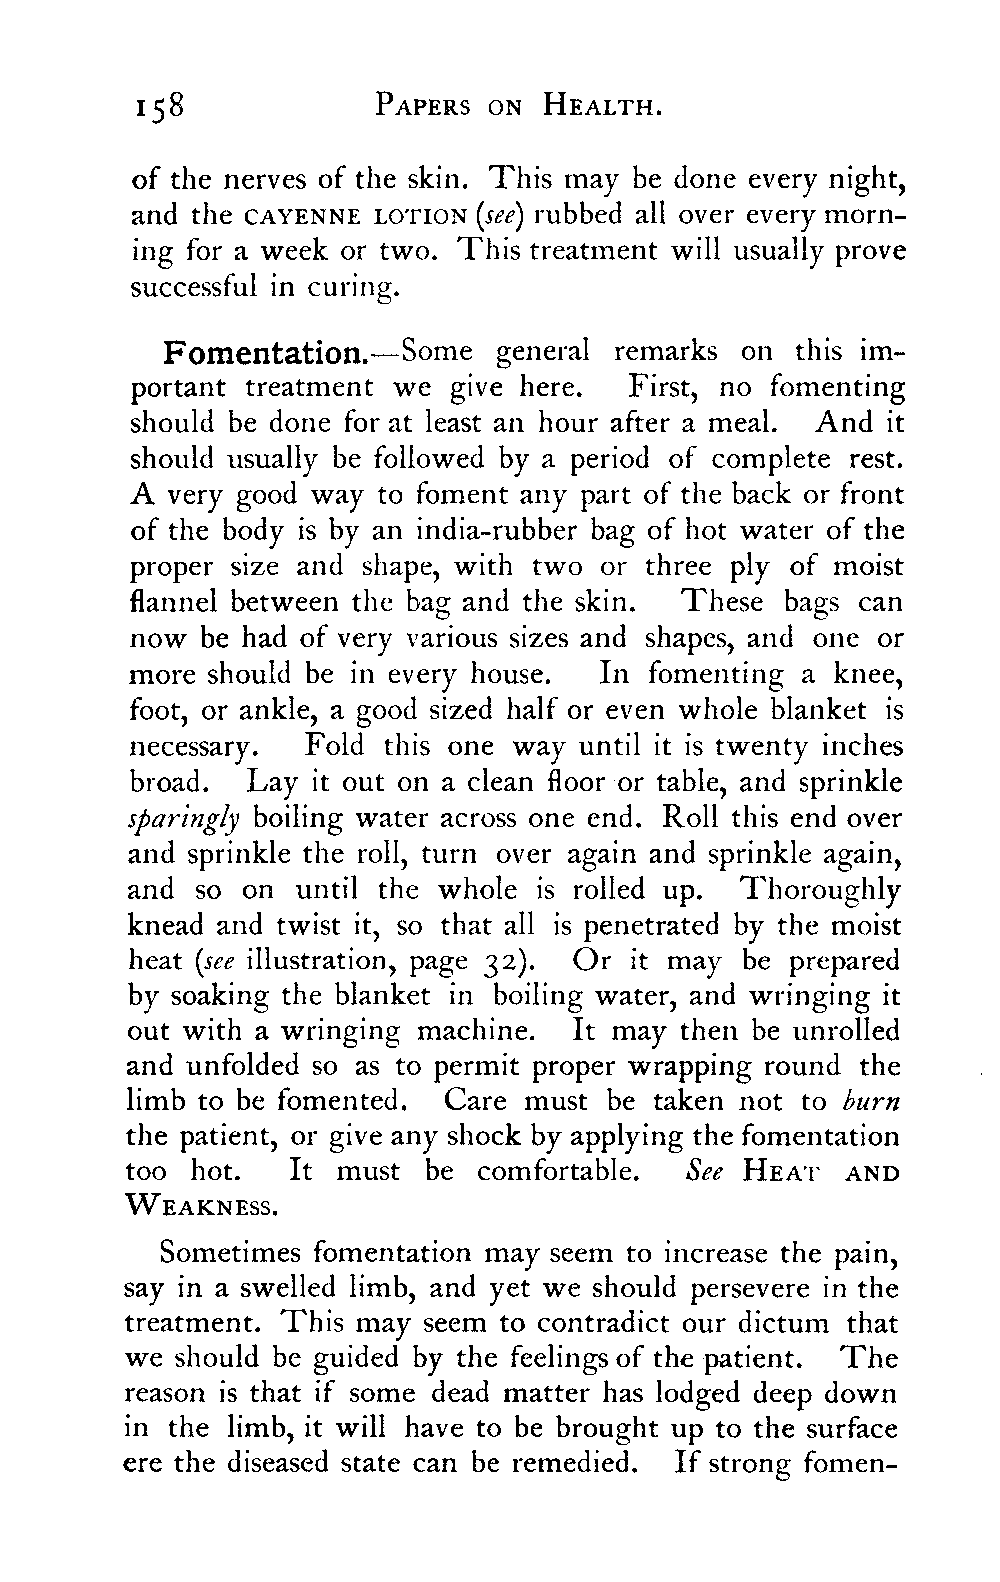 158 PAPERS ON HEALTH.
of the nerves of the skin. This may be done every night,
and the CAYENNE LOTION (see) rubbed all over every morn-
ing for a week or two. This treatment will usually prove
successful in curing.
Fomentation.—Some general remarks on this im-
portant treatment we give here. First, no fomenting
should be done for at least an hour after a meal. And it
should usually be followed by a period of complete rest.
A very good way to foment any part of the back or front
of the body is by an india-rubber bag of hot water of the
proper size and shape, with two or three ply of moist
flannel between the bag and the skin. These bags can
now be had of very various sizes and shapes, and one or
more should be in every house. In fomenting a knee,
foot, or ankle, a good sized half or even whole blanket is
necessary. Fold this one way until it is twenty inches
broad. Lay it out on a clean floor or table, and sprinkle
sparingly boiling water across one end. Roll this end over
and sprinkle the roll, turn over again and sprinkle again,
and so on until the whole is rolled up. Thoroughly
knead and twist it, so that all is penetrated by the moist
heat (see illustration, page 32). Or it may be prepared
by soaking the blanket in boiling water, and wringing it
out with a wringing machine. It may then be unrolled
and unfolded so as to permit proper wrapping round the
limb to be fomented. Care must be taken not to burn
the patient, or give any shock by applying the fomentation
too hot. It must be comfortable. See HEAT AND
WEAKNESS.
Sometimes fomentation may seem to increase the pain,
say in a swelled limb, and yet we should persevere in the
treatment. This may seem to contradict our dictum that
we should be guided by the feelings of the patient. The
reason is that if some dead matter has lodged deep down
in the limb, it will have to be brought up to the surface
ere the diseased state can be remedied. If strong fomen-